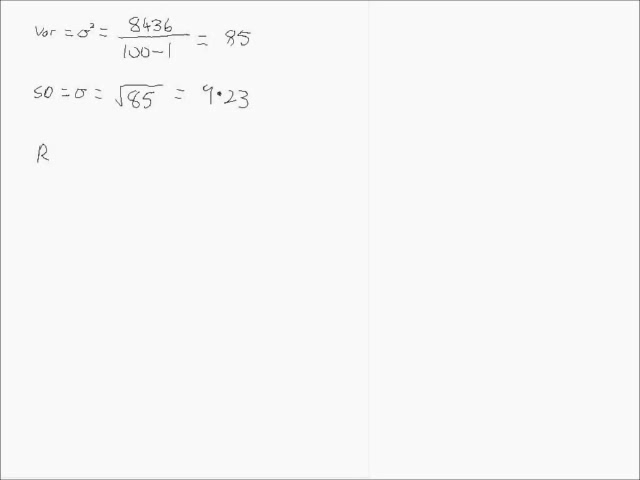 Var = σ² = 8436 / 100-1 = 85
SD = σ = √85 = 9.23
R